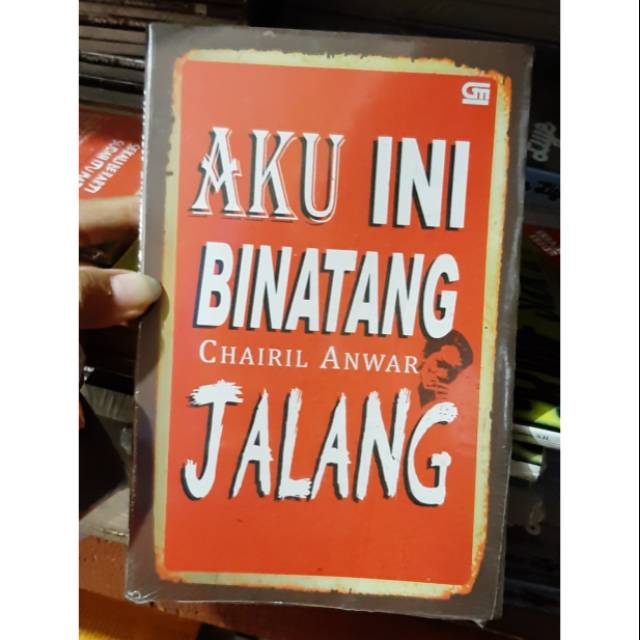 AKU INI
BINATANG
CHAIRIL ANWAR
JALANG